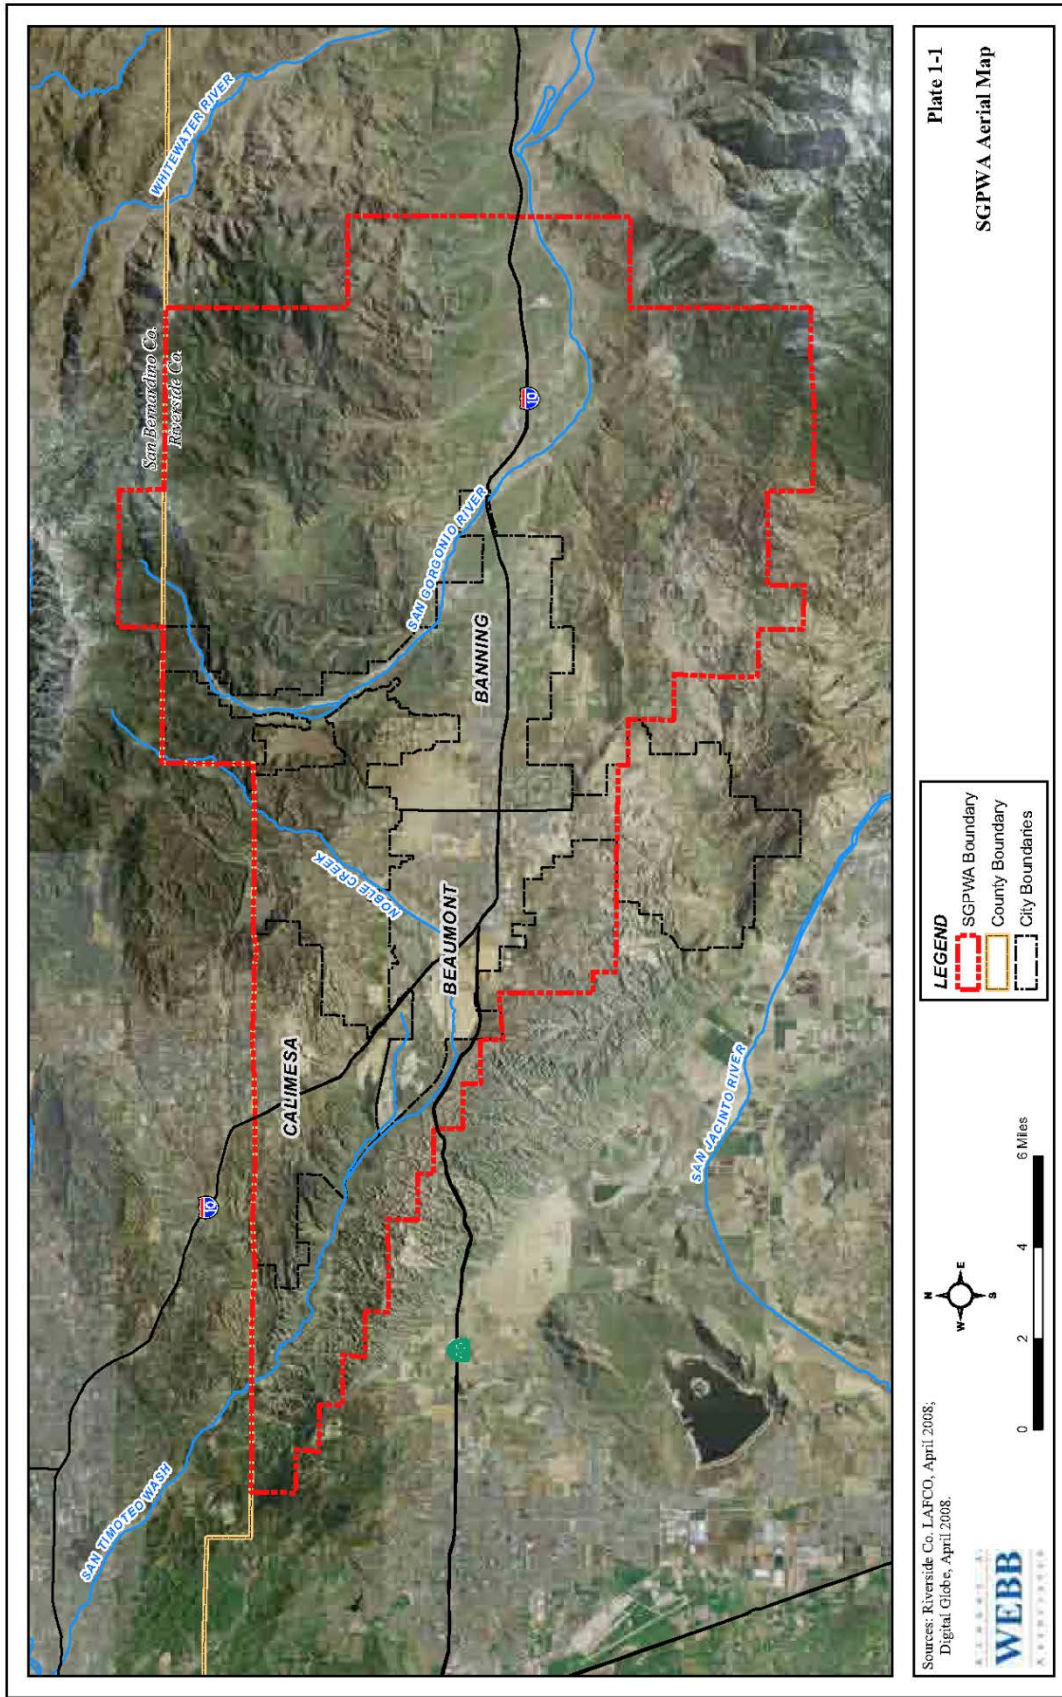 WHITEWATER RIVER
San Bernardino Co.
Riverside Co.
10
SAN GORGONIO RIVER
BANNING
NOBLE CREEK
BEAUMONT
CALIMESA
10
SAN TIMOTEO WASH
SAN JACINTO RIVER
Plate 1-1
SGPWA Aerial Map
LEGEND
SGPWA Boundary
County Boundary
City Boundaries
N
W
E
S
0
2
4
6 Miles
Sources: Riverside Co. LAFCO, April 2008;
Digital Globe, April 2008.
ALBERT A.
WEBB
ASSOCIATES